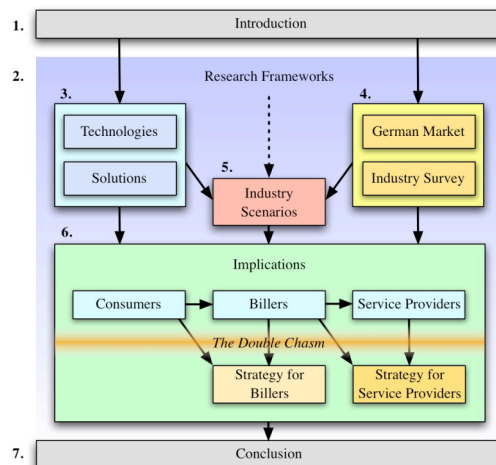 1. Introduction
2. Research Frameworks
3.
4.
Technologies
German Market
Solutions
5.
Industry Survey
Industry
Scenarios
6.
Implications
Consumers
Billers
Service Providers
The Double Chasm
Strategy for
Billers
Strategy for
Service Providers
7. Conclusion